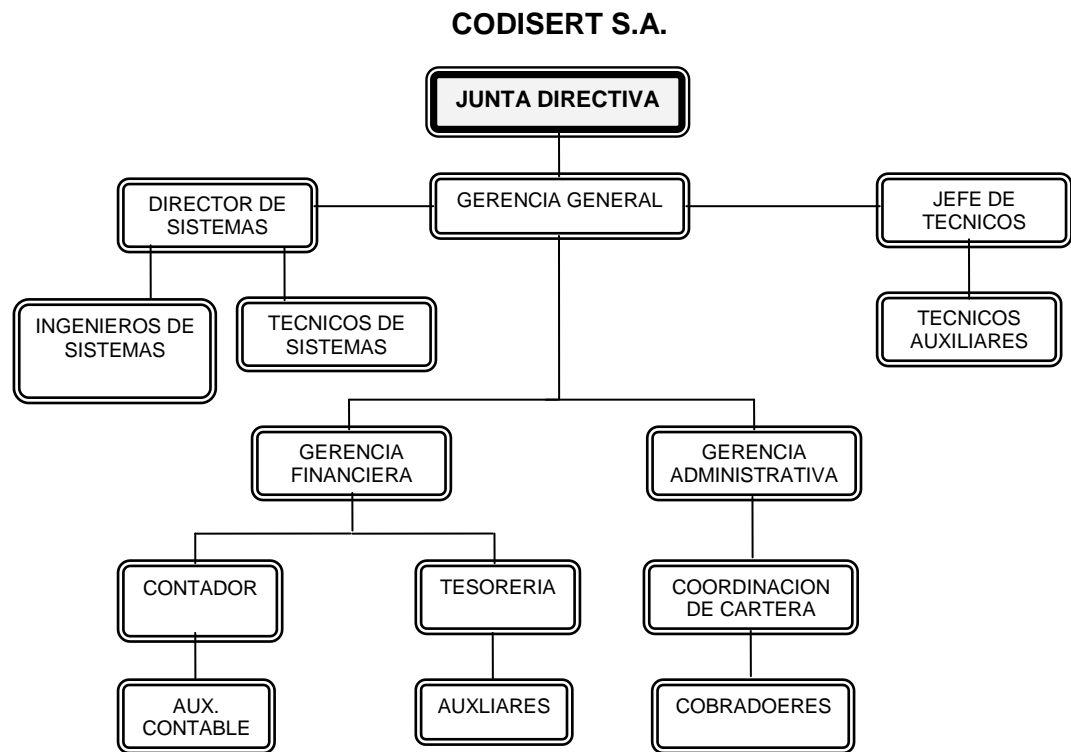 CODISERT S.A.
JUNTA DIRECTIVA
DIRECTOR DE
SISTEMAS
GERENCIA GENERAL
JEFE DE
TECNICOS
INGENIEROS DE
SISTEMAS
TECNICOS DE
SISTEMAS
TECNICOS
AUXILIARES
GERENCIA
FINANCIERA
GERENCIA
ADMINISTRATIVA
CONTADOR
TESORERIA
COORDINACION
DE CARTERA
AUX.
CONTABLE
AUXLIARES
COBRADOERES